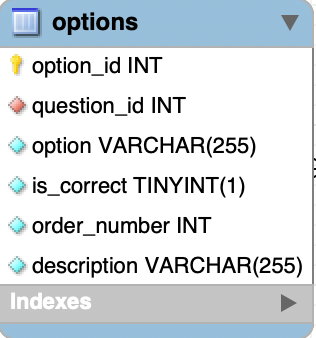 options
option_id INT
question_id INT
option VARCHAR(255)
is_correct TINYINT(1)
order_number INT
description VARCHAR(255)
Indexes